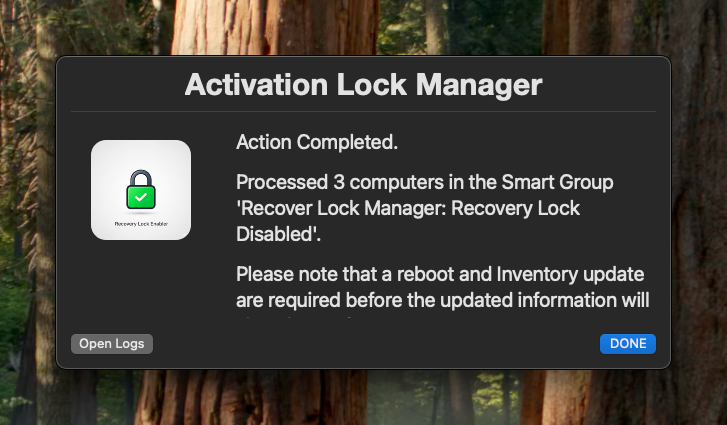 Activation Lock Manager
Action Completed.
Processed 3 computers in the Smart Group
'Recover Lock Manager: Recovery Lock
Disabled'.
Please note that a reboot and Inventory update
are required before the updated information will
Recovery Lock Enabler
Open Logs
DONE